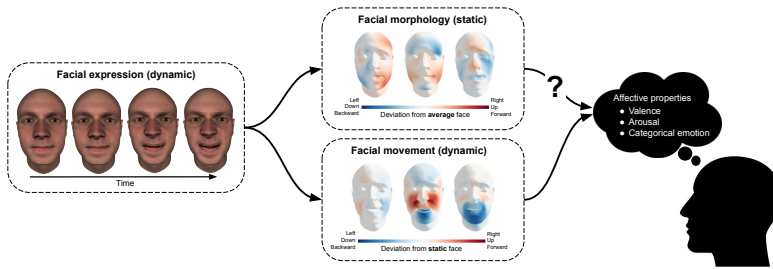 Facial expression (dynamic)
Time
Facial morphology (static)
Left
Down
Backward
Right
Up
Forward
Deviation from average face
Facial movement (dynamic)
Left
Down
Backward
Right
Up
Forward
Deviation from static face
?
Affective properties
Valence
Arousal
Categorical emotion